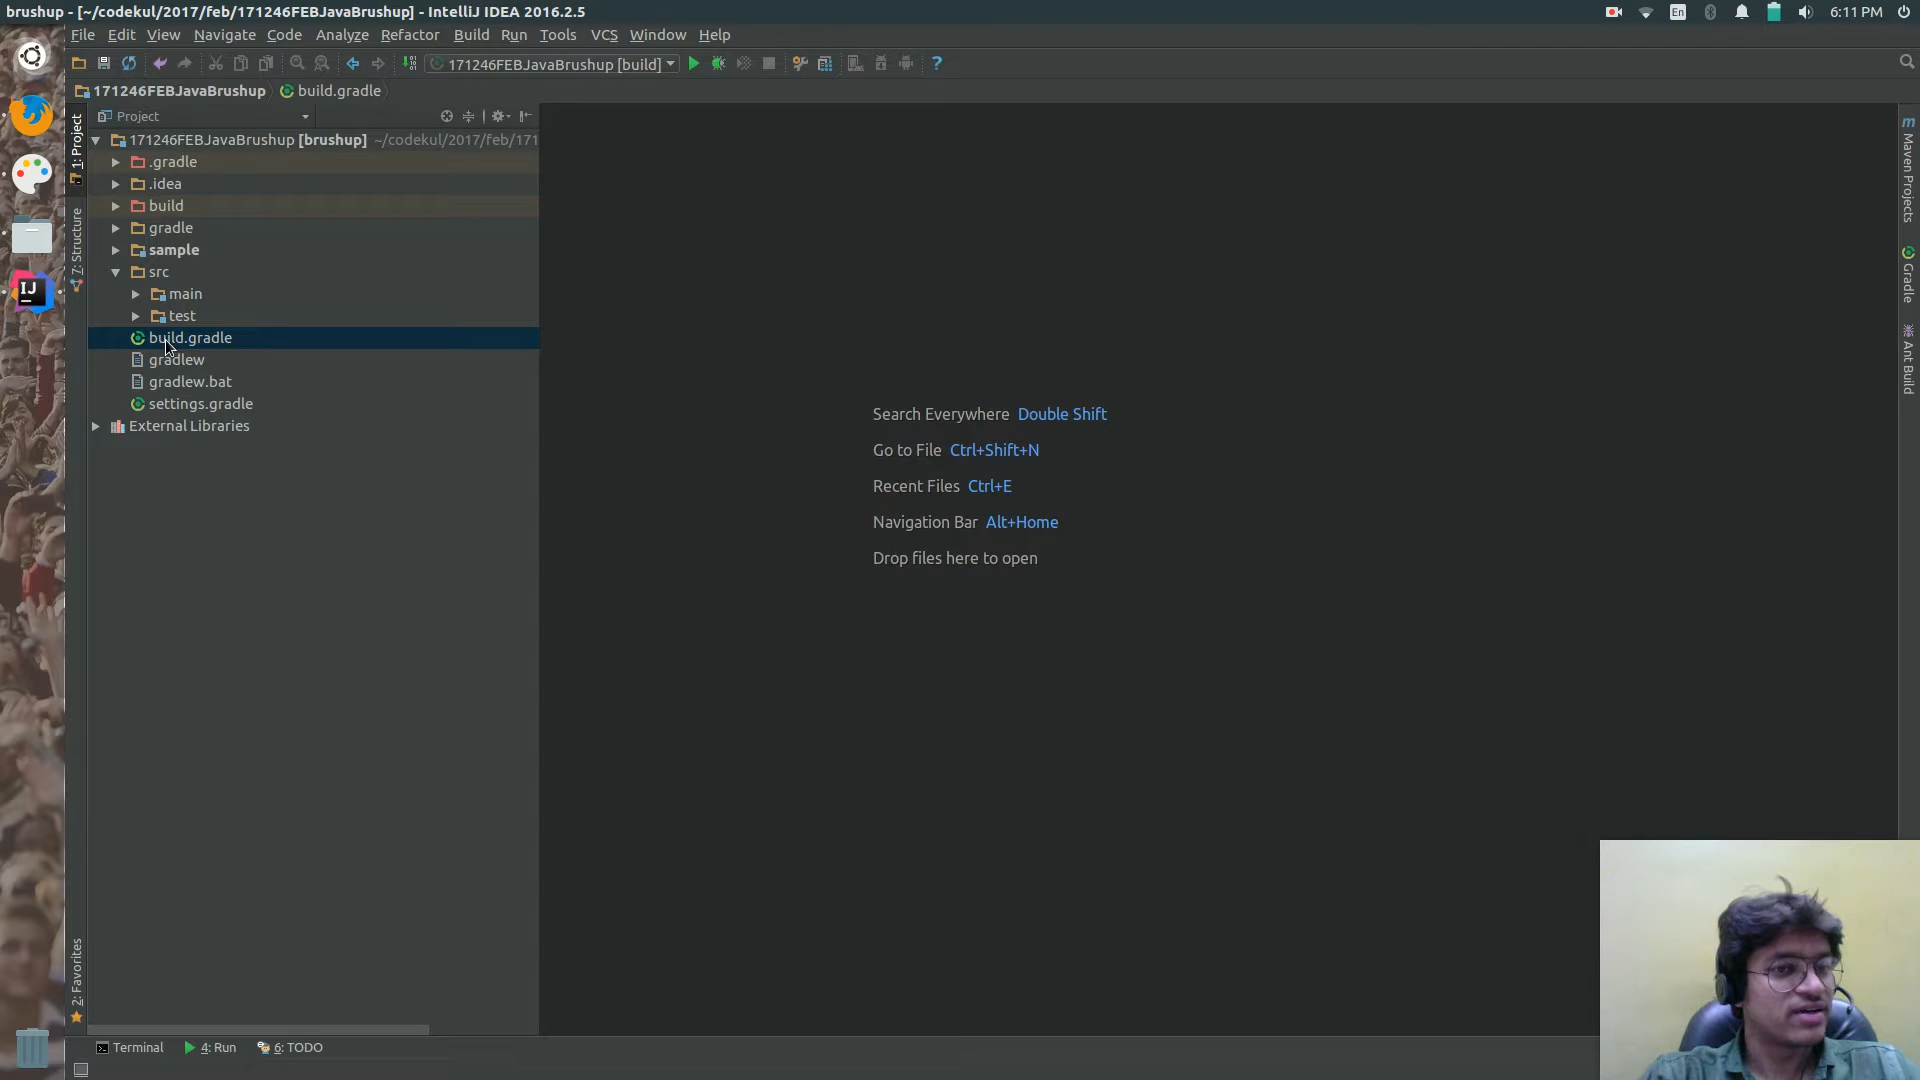 brushup - [~/codekul/2017/feb/171246FEBJavaBrushup] - IntelliJ IDEA 2016.2.5
En
6:11 PM
File Edit View Navigate Code Analyze Refactor Build Run Tools VCS Window Help
171246FEBJavaBrushup [build]
?
171246FEBJavaBrushup build.gradle
Project
171246FEBJavaBrushup [brushup] ~/codekul/2017/feb/171
.gradle
.idea
build
gradle
sample
src
main
test
build.gradle
gradlew
gradlew.bat
settings.gradle
External Libraries
1: Project
7: Structure
2: Favorites
IJ
Search Everywhere Double Shift
Go to File Ctrl+Shift+N
Recent Files Ctrl+E
Navigation Bar Alt+Home
Drop files here to open
m
Maven Projects
Gradle
Ant Build
Terminal 4: Run 6: TODO